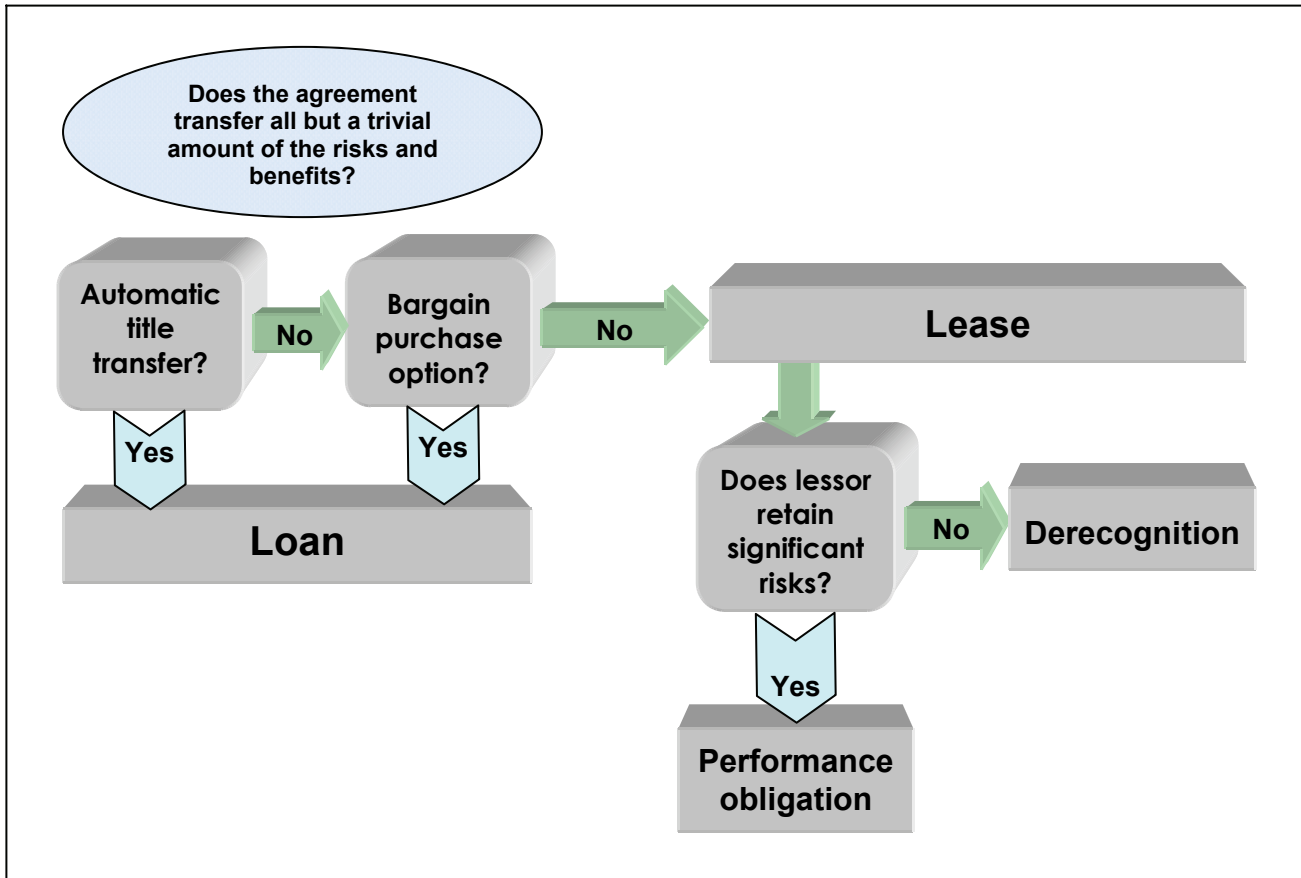 Does the agreement
transfer all but a trivial
amount of the risks and
benefits?
Automatic
title
transfer?
No
Bargain
purchase
option?
No
Lease
Yes
Yes
Loan
Does lessor
retain
significant
risks?
No
Derecognition
Yes
Performance
obligation